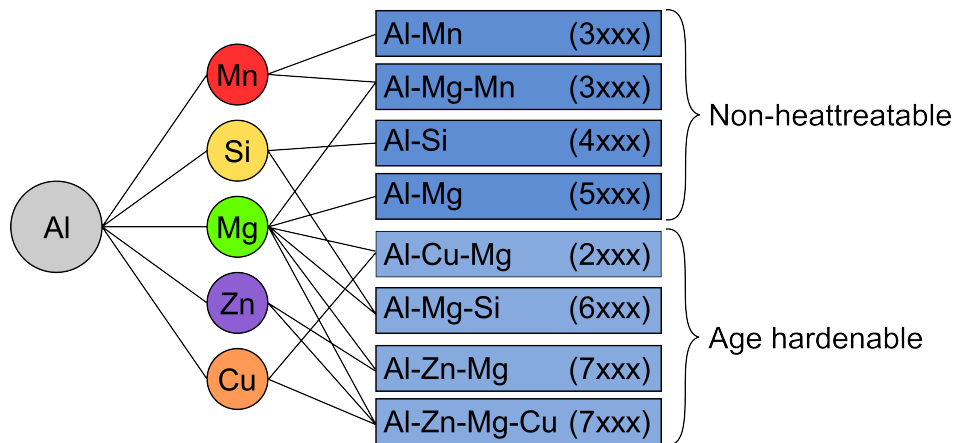 Al
Mn
Si
Mg
Zn
Cu
Al-Mn (3xxx)
Al-Mg-Mn (3xxx)
Al-Si (4xxx)
Al-Mg (5xxx)
Al-Cu-Mg (2xxx)
Al-Mg-Si (6xxx)
Al-Zn-Mg (7xxx)
Al-Zn-Mg-Cu (7xxx)
Non-heattreatable
Age hardenable